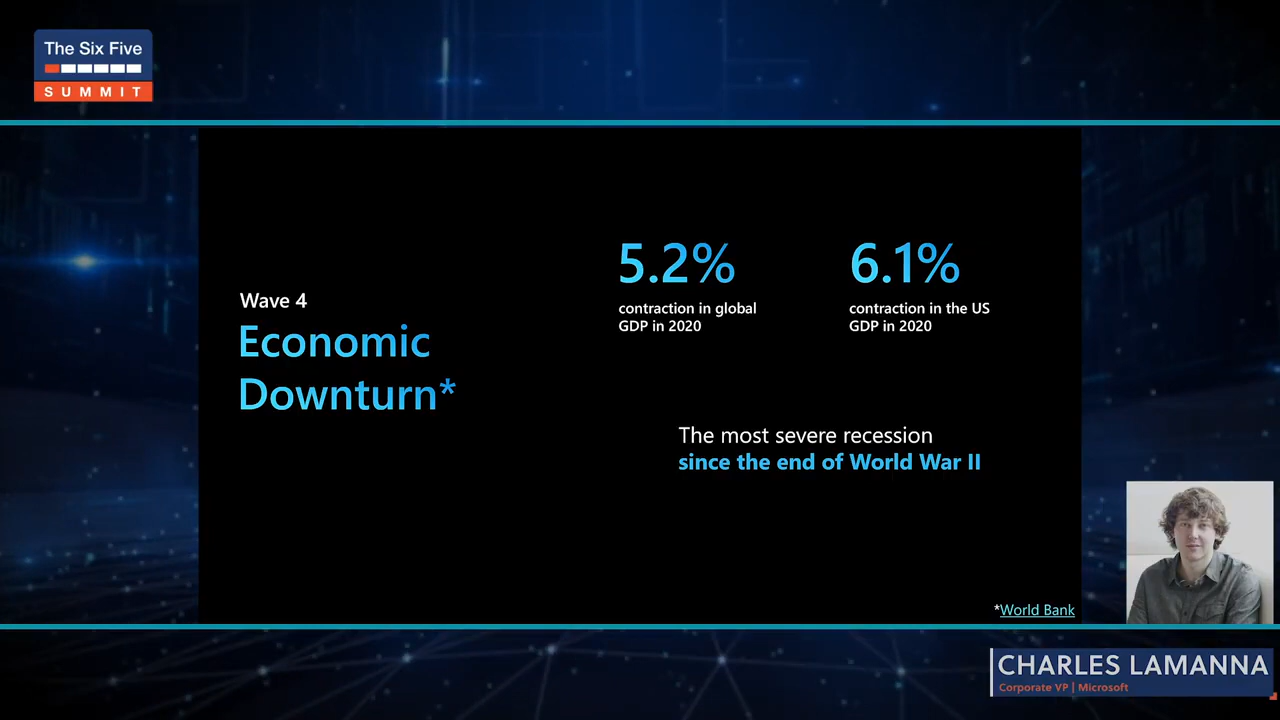 The Six Five
SUMMIT
Wave 4
Economic
Downturn*
5.2%
contraction in global
GDP in 2020
6.1%
contraction in the US
GDP in 2020
The most severe recession
since the end of World War II
*World Bank
CHARLES LAMANNA
Corporate VP | Microsoft